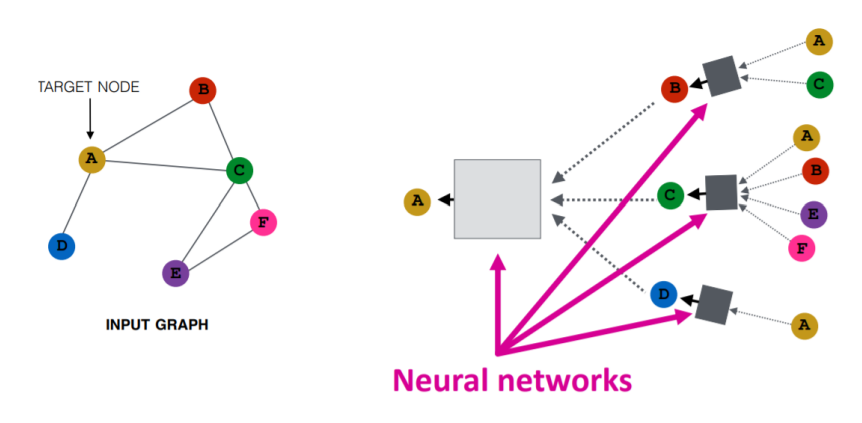 TARGET NODE
B
A
C
F
D
E
INPUT GRAPH
A
B
A
C
C
A
B
E
F
D
A
Neural networks